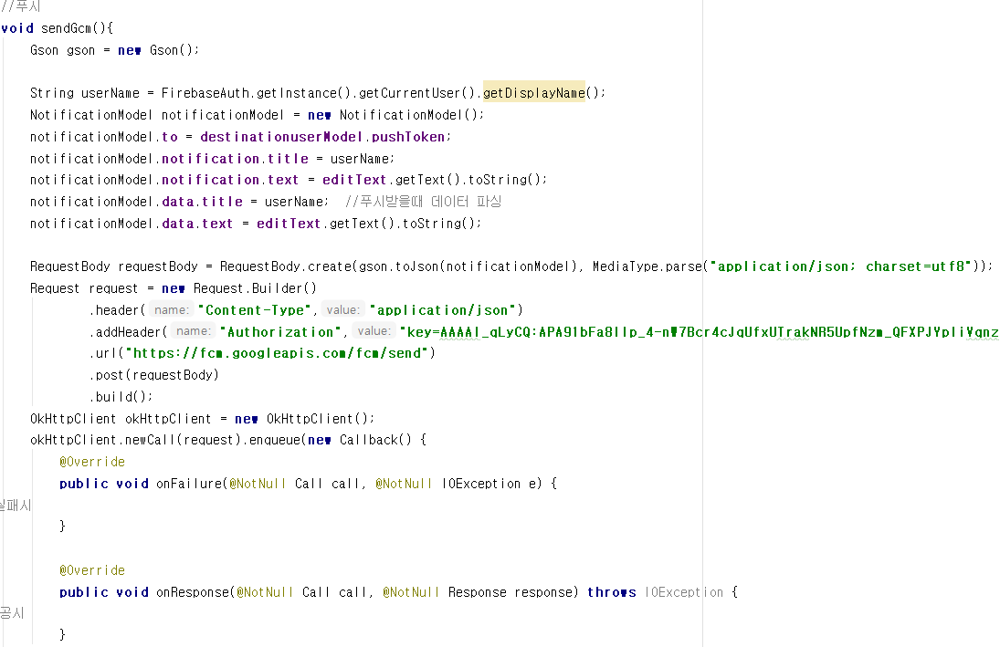 //푸시
void sendGcm(){
Gson gson = new Gson();
String userName = FirebaseAuth.getInstance().getCurrentUser().getDisplayName();
NotificationModel notificationModel = new NotificationModel();
notificationModel.to = destinationuserModel.pushToken;
notificationModel.notification.title = userName;
notificationModel.notification.text = editText.getText().toString();
notificationModel.data.title = userName; //푸시받을때 데이터 파싱
notificationModel.data.text = editText.getText().toString();
RequestBody requestBody = RequestBody.create(gson.toJson(notificationModel), MediaType.parse("application/json; charset=utf8"));
Request request = new Request.Builder()
.header( name: "Content-Type", value: "application/json")
.addHeader( name: "Authorization", value: "key=
.url("https://fcm.googleapis.com/fcm/send")
.post(requestBody)
.build();
OkHttpClient okHttpClient = new OkHttpClient();
okHttpClient.newCall(request).enqueue(new Callback() {
@Override
public void onFailure(@NotNull Call call, @NotNull IOException e) {
실패시
}
@Override
public void onResponse(@NotNull Call call, @NotNull Response response) throws IOException {
공시
}